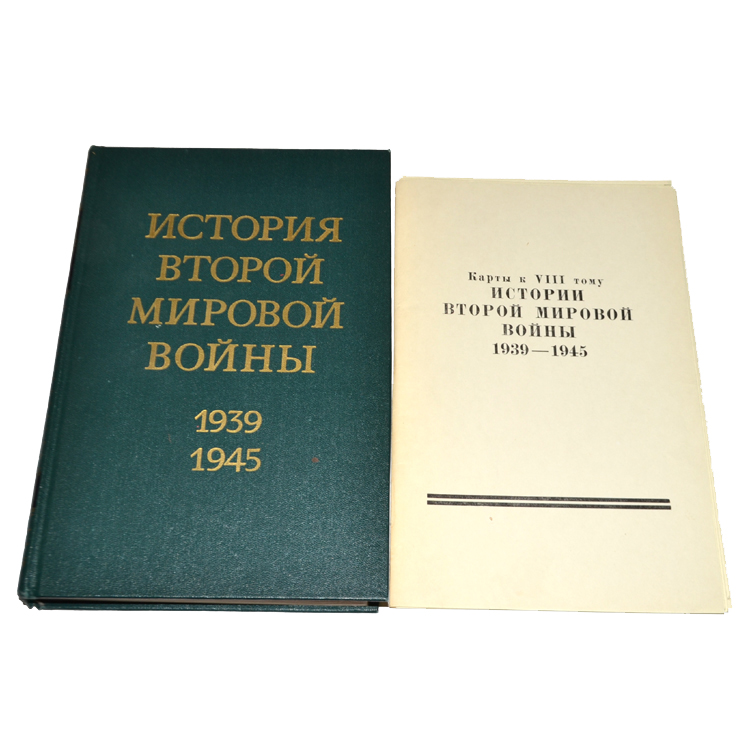 ИСТОРИЯ
ВТОРОЙ
МИРОВОЙ
ВОЙНЫ
1939
1945
Карты к VIII тому
ИСТОРИИ
ВТОРОЙ МИРОВОЙ
ВОЙНЫ
1939—1945